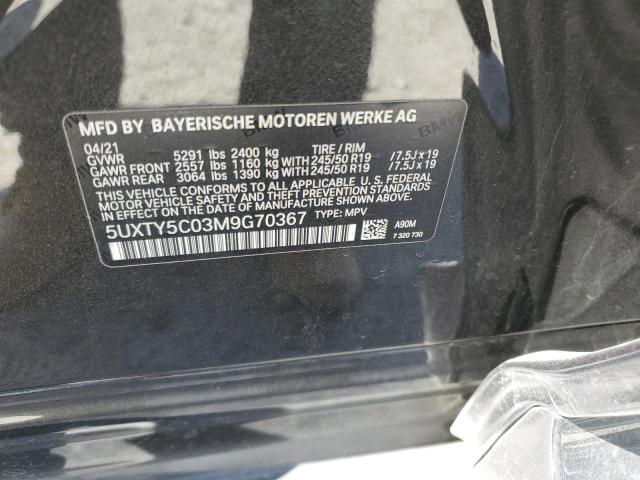 MFD BY BAYERISCHE MOTOREN WERKE AG
04/21 TIRE / RIM
GVWR 5291 lbs 2400 kg
GAWR FRONT 2557 lbs 1160 kg WITH 245/50 R19 / 7.5J x 19
GAWR REAR 3064 lbs 1390 kg WITH 245/50 R19 / 7.5J x 19
THIS VEHICLE CONFORMS TO ALL APPLICABLE U.S. FEDERAL
MOTOR VEHICLE SAFETY, BUMPER, AND THEFT PREVENTION STANDARDS
IN EFFECT ON THE DATE OF MANUFACTURE SHOWN ABOVE.
5UXTY5C03M9G70367 TYPE: MPV
A90M
7 320 730
BMW